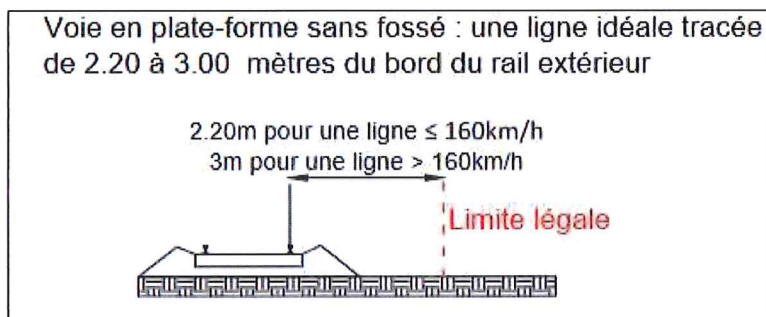 Voie en plate-forme sans fossé : une ligne idéale tracée
de 2.20 à 3.00 mètres du bord du rail extérieur
2.20m pour une ligne ≤ 160km/h
3m pour une ligne > 160km/h
Limite légale